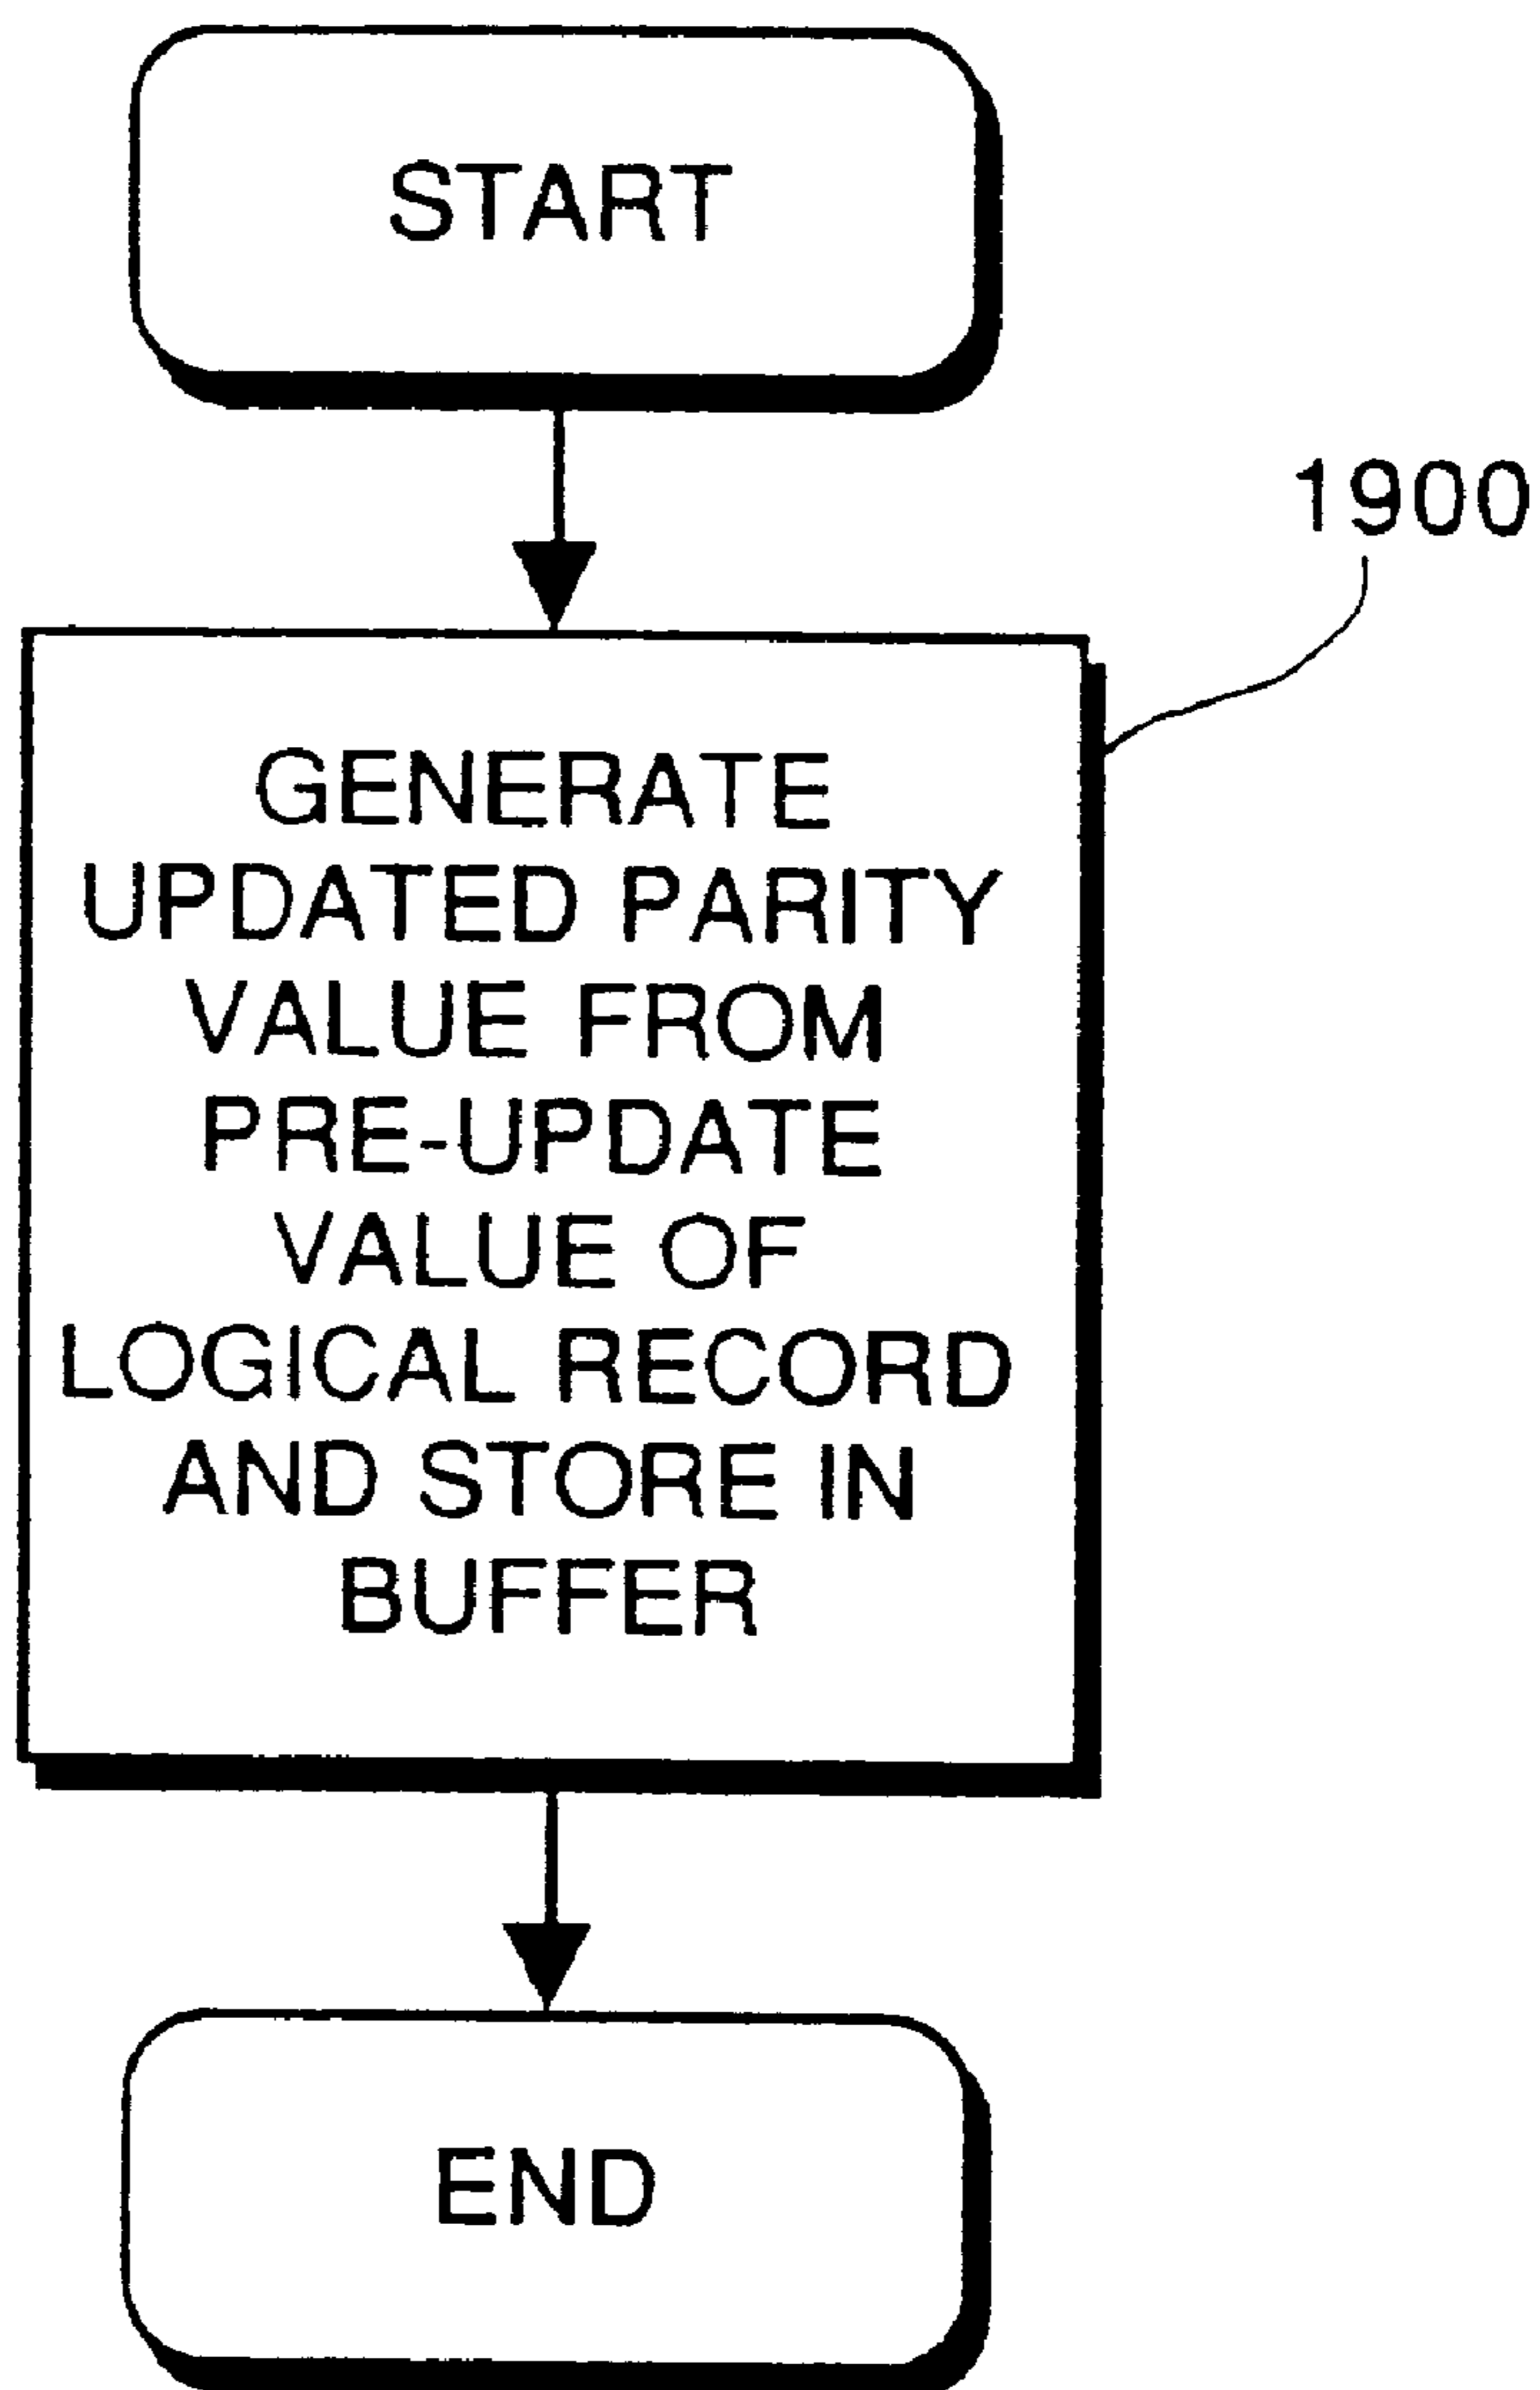 START
1900
GENERATE
UPDATED PARITY
VALUE FROM
PRE-UPDATE
VALUE OF
LOGICAL RECORD
AND STORE IN
BUFFER
END